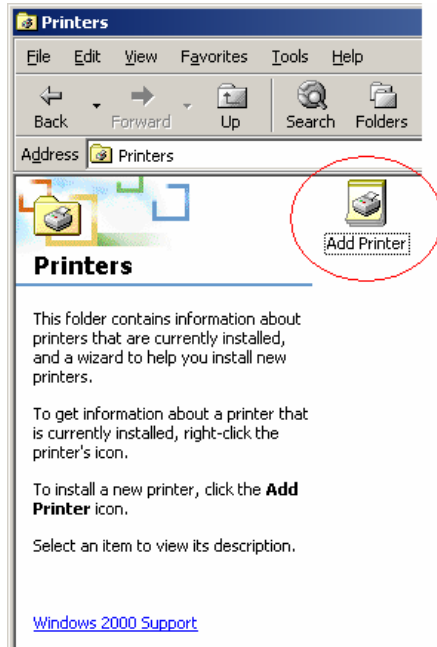 Printers
File Edit View Favorites Tools Help
Back Forward Up Search Folders
Address Printers
Add Printer
Printers
This folder contains information about
printers that are currently installed,
and a wizard to help you install new
printers.
To get information about a printer that
is currently installed, right-click the
printer's icon.
To install a new printer, click the Add
Printer icon.
Select an item to view its description.
Windows 2000 Support